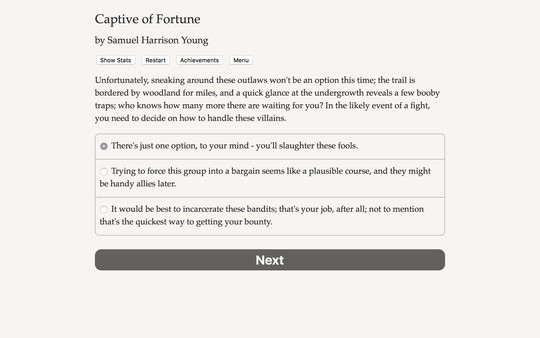 Captive of Fortune
by Samuel Harrison Young
Show Stats Restart Achievements Menu
Unfortunately, sneaking around these outlaws won't be an option this time; the trail is
bordered by woodland for miles, and a quick glance at the undergrowth reveals a few booby
traps; who knows how many more there are waiting for you? In the likely event of a fight,
you need to decide on how to handle these villains.
There's just one option, to your mind - you'll slaughter these fools.
Trying to force this group into a bargain seems like a plausible course, and they might
be handy allies later.
It would be best to incarcerate these bandits; that's your job, after all; not to mention
that's the quickest way to getting your bounty.
Next